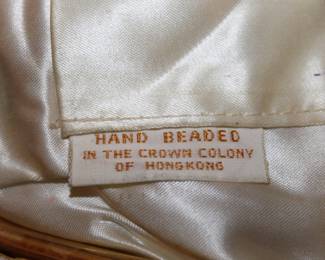 HAND BEADED
IN THE CROWN COLONY
OF HONGKONG